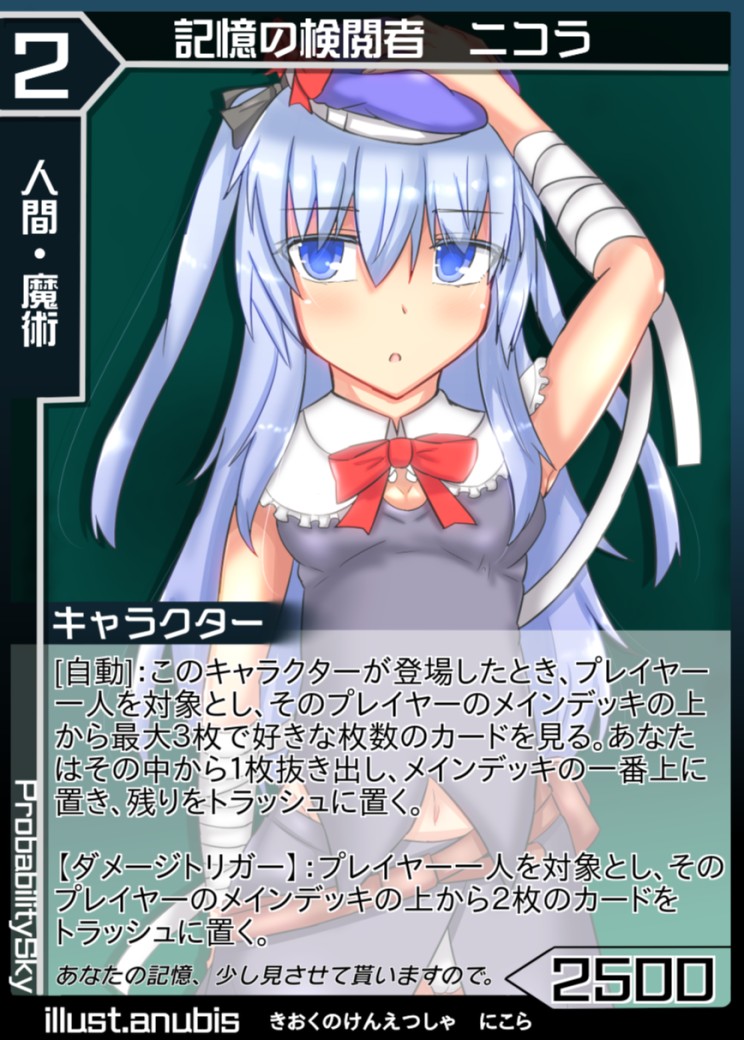 記憶の検閲者　ニコラ
2
人間・魔術
キャラクター
[自動]:このキャラクターが登場したとき、プレイヤー
一人を対象とし、そのプレイヤーのメインデッキの上
から最大3枚で好きな枚数のカードを見る。あなた
はその中から1枚抜き出し、メインデッキの一番上に
置き、残りをトラッシュに置く。
【ダメージトリガー】:プレイヤー一人を対象とし、その
プレイヤーのメインデッキの上から2枚のカードを
トラッシュに置く。
あなたの記憶、少し見させて貰いますので。
2500
ProbabilitySky
illust.anubis
きおくのけんえつしゃ　にこら